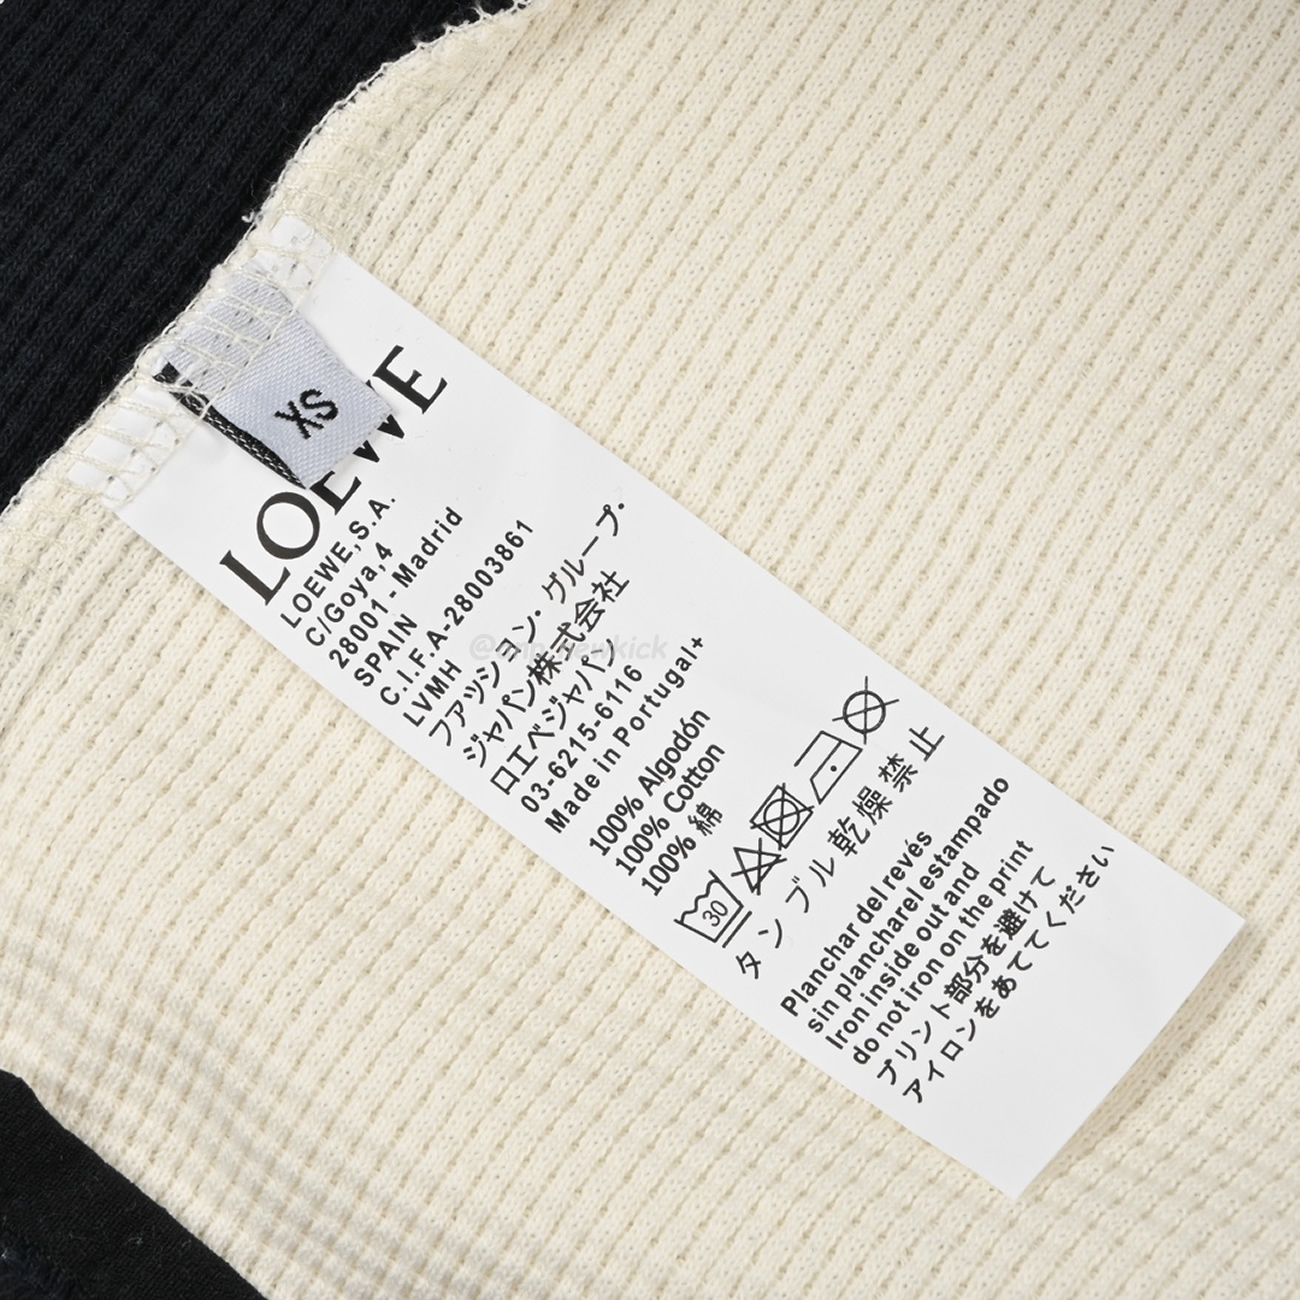 XS
LOEWE
LOEWE,S.A.
C/Goya,4
28001 - Madrid
SPAIN
C.I.F.A-28003861
LVMH
ファッション・グループ・
ジャパン株式会社
ロエベジャパン
03-6215-6116
Made in Portugal+
100% Algodón
100% Cotton
100% 綿
30
タンブル乾燥禁止
Planchar del revés
sin plancharel estampado
Iron inside out and
do not iron on the print
プリント部分を避けて
アイロンをあててください